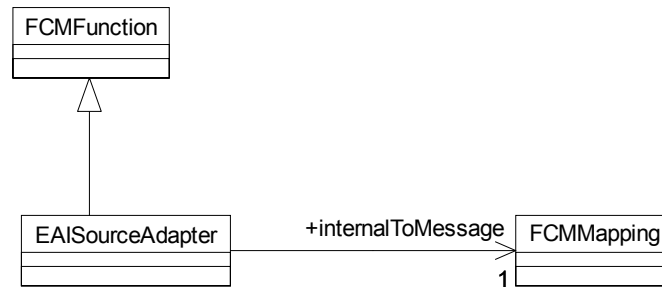 FCMFunction
EAISourceAdapter
+internalToMessage
FCMMapping
1